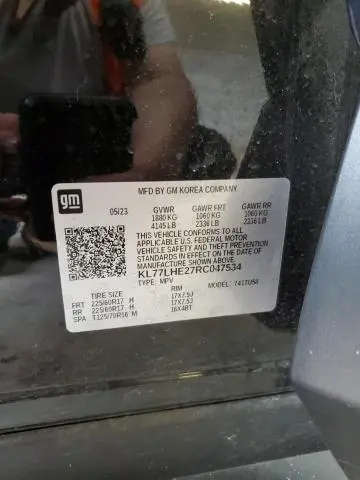 MFD BY GM KOREA COMPANY
gm
05/23 GVWR GAWR FRT GAWR RR
1880 KG 1060 KG 1060 KG
4145 LB 2336 LB 2336 LB
THIS VEHICLE CONFORMS TO ALL
APPLICABLE U.S. FEDERAL MOTOR
VEHICLE SAFETY AND THEFT PREVENTION
STANDARDS IN EFFECT ON THE DATE OF
MANUFACTURE SHOWN ABOVE.
KL77LHE27RC047534
TYPE: MPV MODEL: 741TU58
TIRE SIZE RIM
FRT 225/60R17 H 17X7.5J
RR 225/60R17 H 17X7.5J
SPA T125/70R16 M 16X4BT